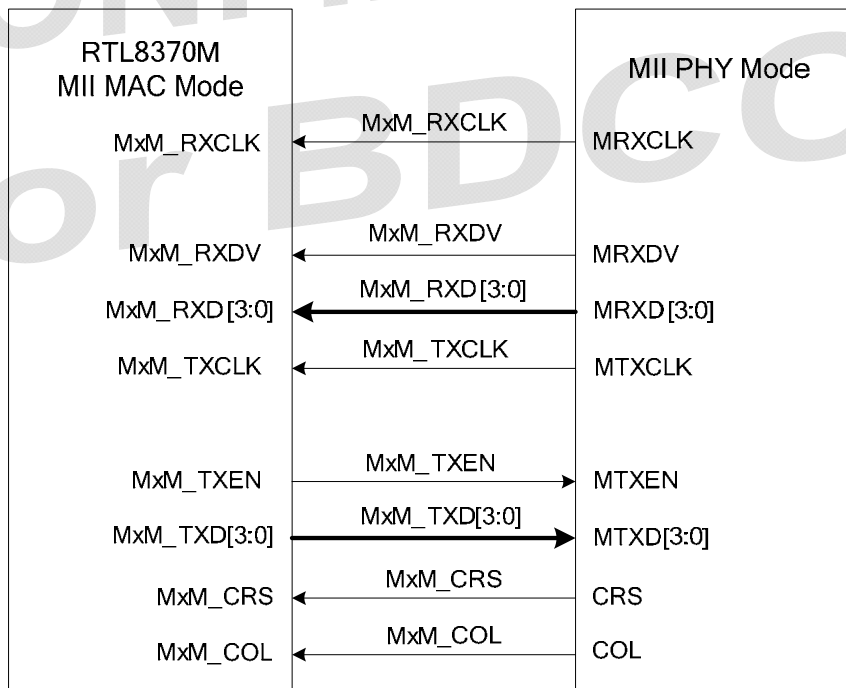 RTL8370M
MII MAC Mode
MII PHY Mode
MxM_RXCLK
MxM_RXCLK
MRXCLK
MxM_RXDV
MxM_RXDV
MRXDV
MxM_RXD[3:0]
MxM_RXD[3:0]
MRXD[3:0]
MxM_TXCLK
MxM_TXCLK
MTXCLK
MxM_TXEN
MxM_TXEN
MTXEN
MxM_TXD[3:0]
MxM_TXD[3:0]
MTXD[3:0]
MxM_CRS
MxM_CRS
CRS
MxM_COL
MxM_COL
COL
or BDCO